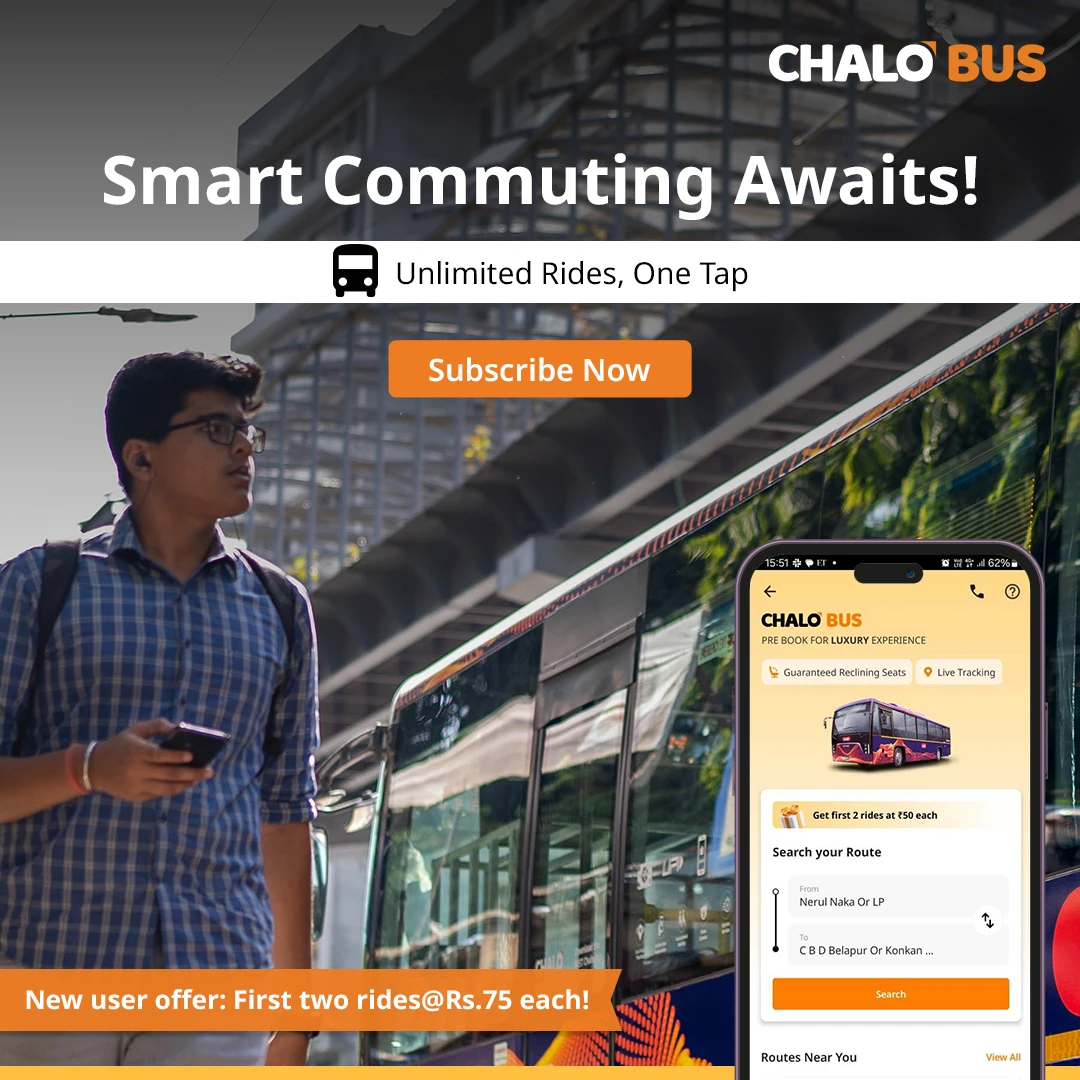 CHALO BUS
Smart Commuting Awaits!
Unlimited Rides, One Tap
Subscribe Now
15:51 ET 62%
CHALO BUS
PRE BOOK FOR LUXURY EXPERIENCE
Guaranteed Reclining Seats Live Tracking
Get first 2 rides at ₹50 each
Search your Route
From
Nerul Naka Or LP
To
C B D Belapur Or Konkan ...
Search
Routes Near You View All
New user offer: First two rides@Rs.75 each!